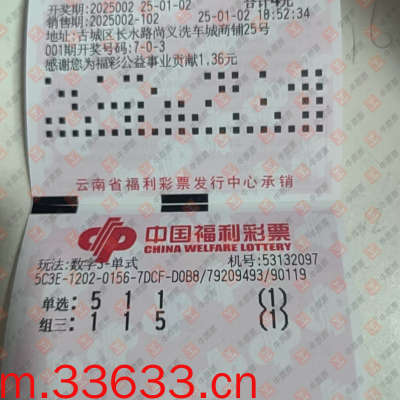 开奖期:2025002 25-01-02 合计4元
销售期:2025002-102 25-01-02 18:52:34
地址:古城区长水路尚义洗车城商铺25号
001期开奖号码:7-0-3
感谢您为福彩公益事业贡献1.36元
云南省福利彩票发行中心承销
中国福利彩票
CHINA WELFARE LOTTERY
玩法:数字3-单式 机号:53132097
5C3E-1202-0156-7DCF-D0B8/79209493/90119
单选: 5 1 1 (1)
组三: 1 1 5 (1)
m.33633.cn